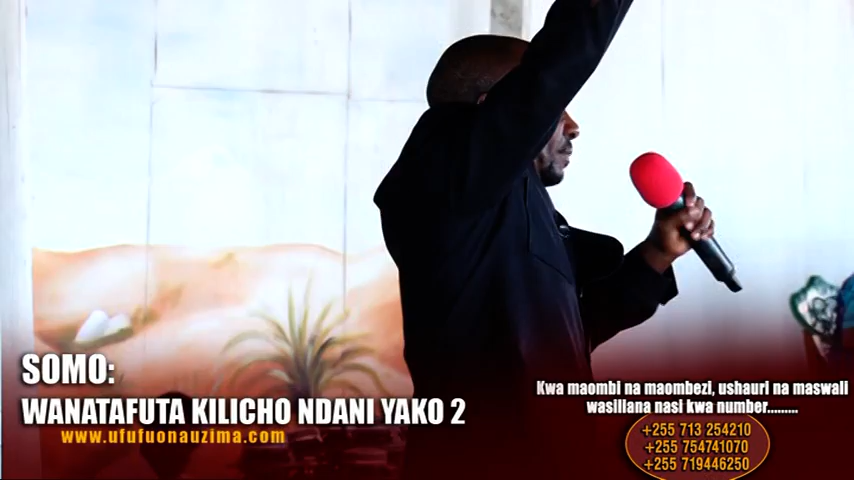 SOMO:
WANATAFUTA KILICHO NDANI YAKO 2
www.ufufuonauzima.com
Kwa maombi na maombezi, ushauri na maswali
wasiliana nasi kwa number.........
+255 713 254210
+255 754741070
+255 719446250